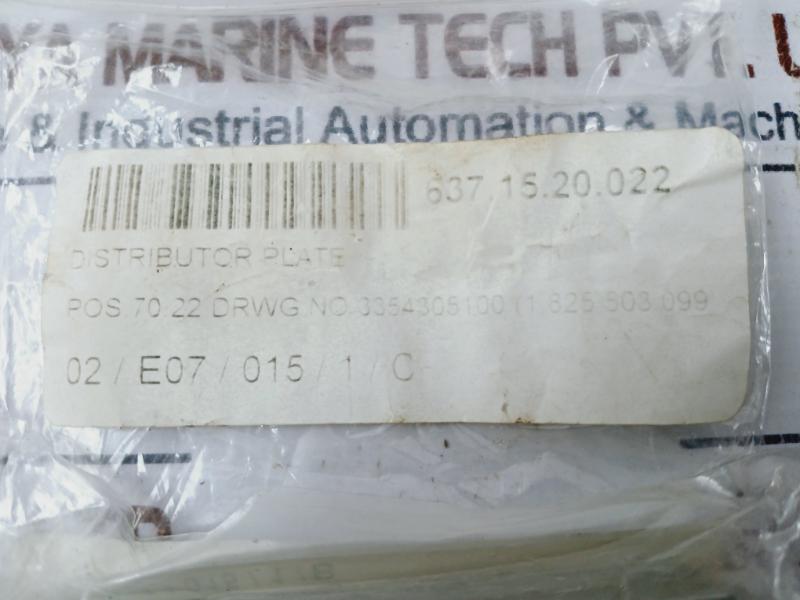 YA MARINE TECH PVT.
& Industrial Automation & Mach
637.15.20.022
DISTRIBUTOR PLATE
POS.70.22 DRWG.NO.3354305100 (1.825.503.099
02 / E07 / 015 / 1 / C